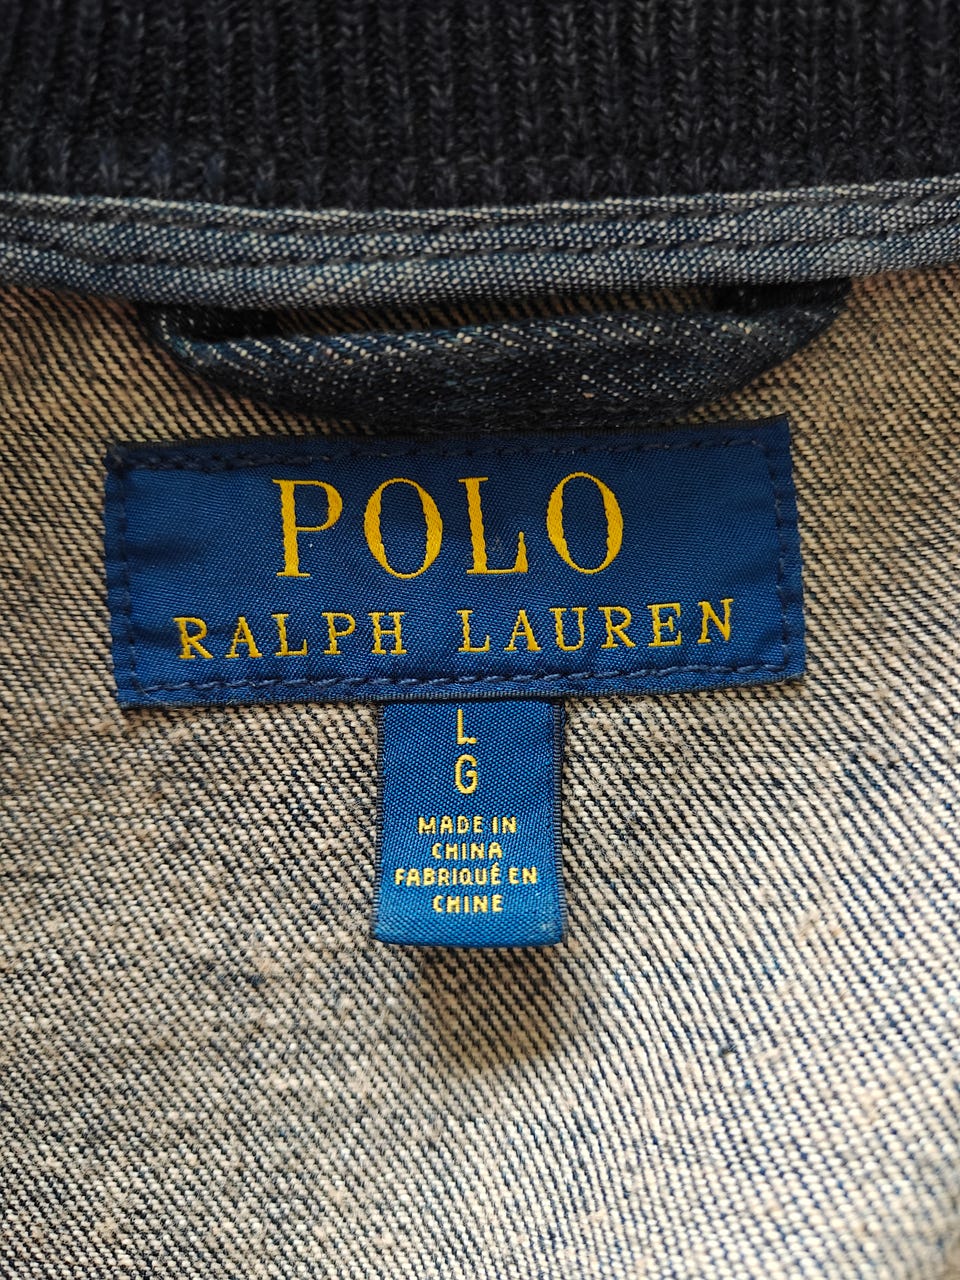 POLO
RALPH LAUREN
L
G
MADE IN
CHINA
FABRIQUÉ EN
CHINE